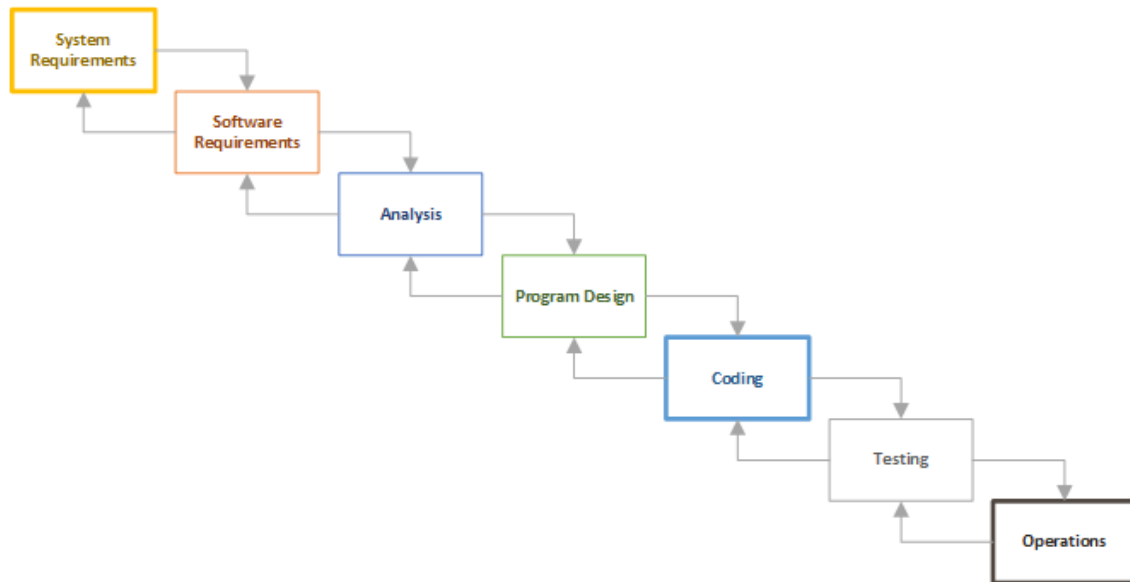 System
Requirements
Software
Requirements
Analysis
Program Design
Coding
Testing
Operations